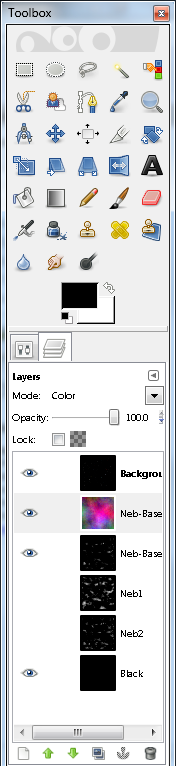 Toolbox
Layers
Mode: Color
Opacity: 100.0
Lock:
Backgrou
Neb-Base
Neb-Base
Neb1
Neb2
Black